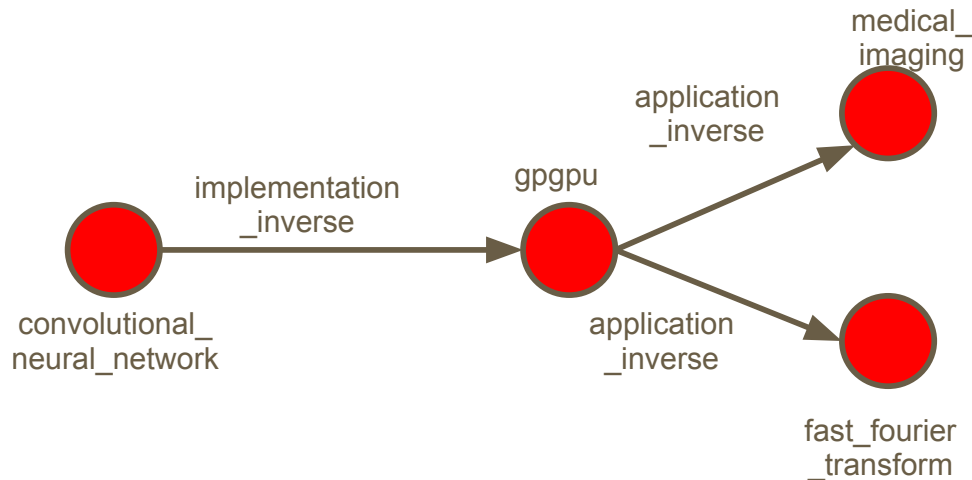 medical_
imaging
application
_inverse
gpgpu
implementation
_inverse
convolutional_
neural_network
application
_inverse
fast_fourier
_transform